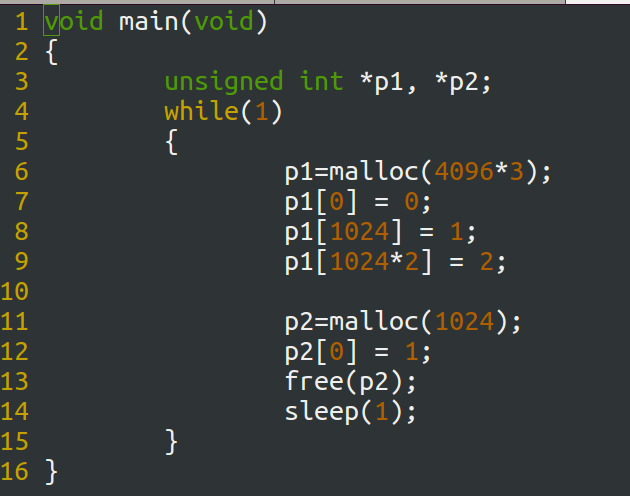 1 void main(void)
2 {
3 unsigned int *p1, *p2;
4 while(1)
5 {
6 p1=malloc(4096*3);
7 p1[0] = 0;
8 p1[1024] = 1;
9 p1[1024*2] = 2;
10
11 p2=malloc(1024);
12 p2[0] = 1;
13 free(p2);
14 sleep(1);
15 }
16 }